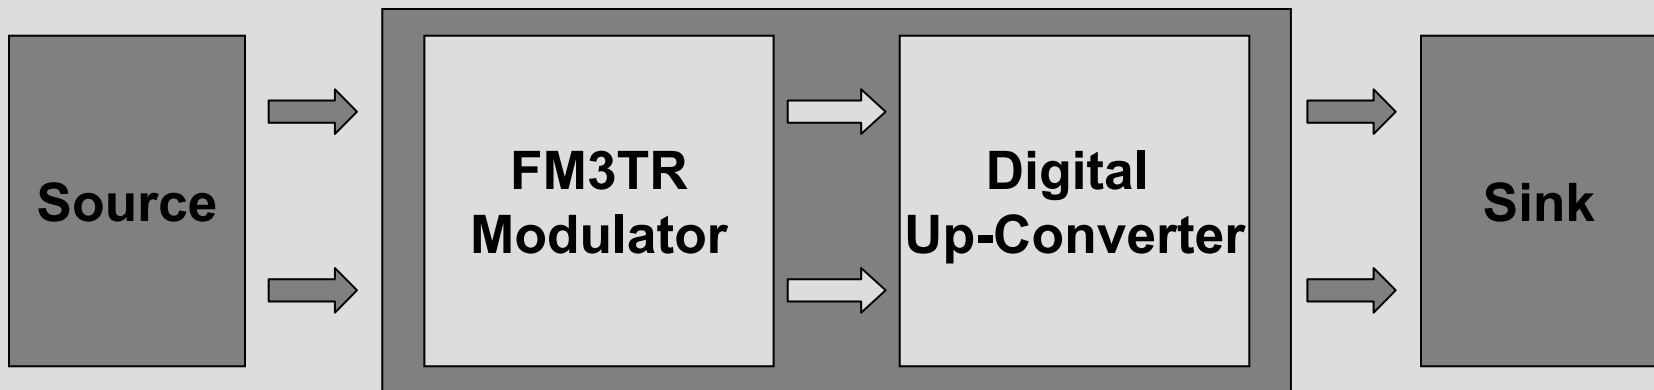 Source
FM3TR
Modulator
Digital
Up-Converter
Sink